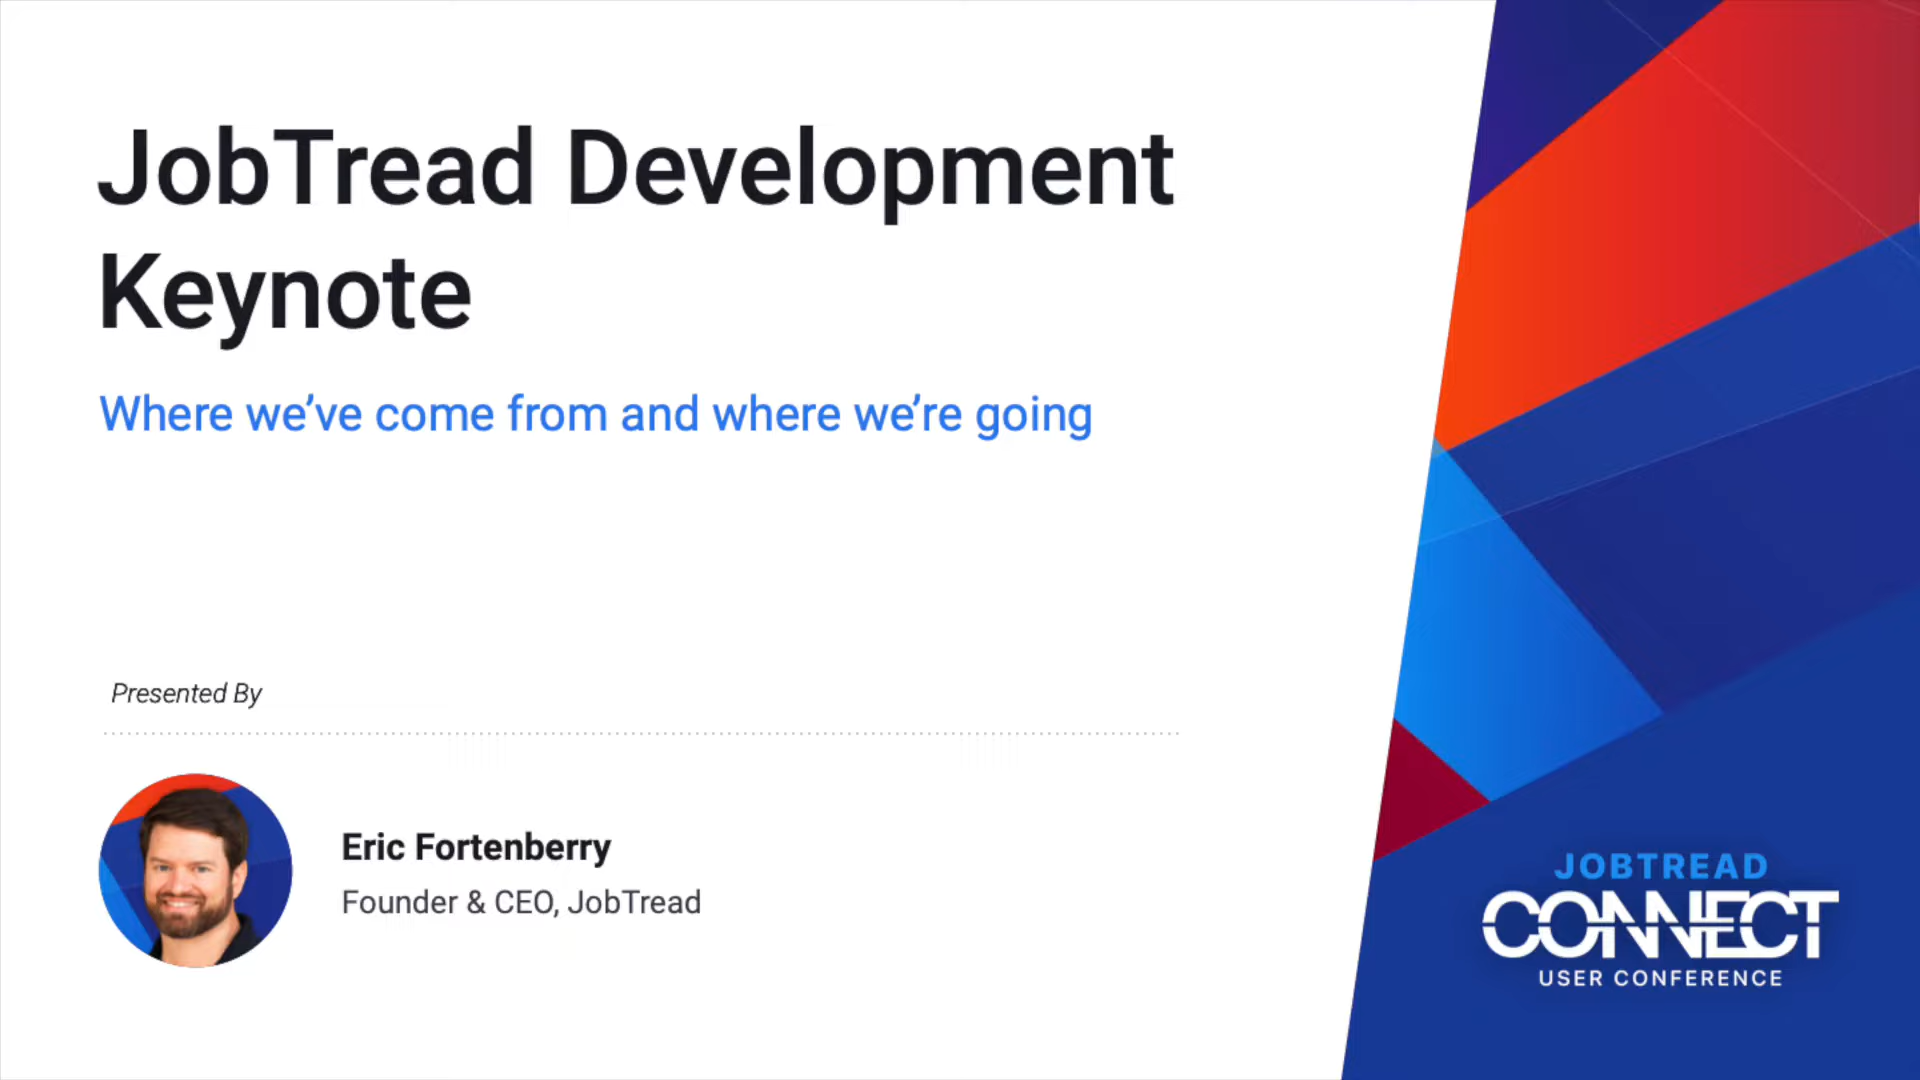 JobTread Development
Keynote
Where we’ve come from and where we’re going
Presented By
Eric Fortenberry
Founder & CEO, JobTread
JOBTREAD
CONNECT
USER CONFERENCE